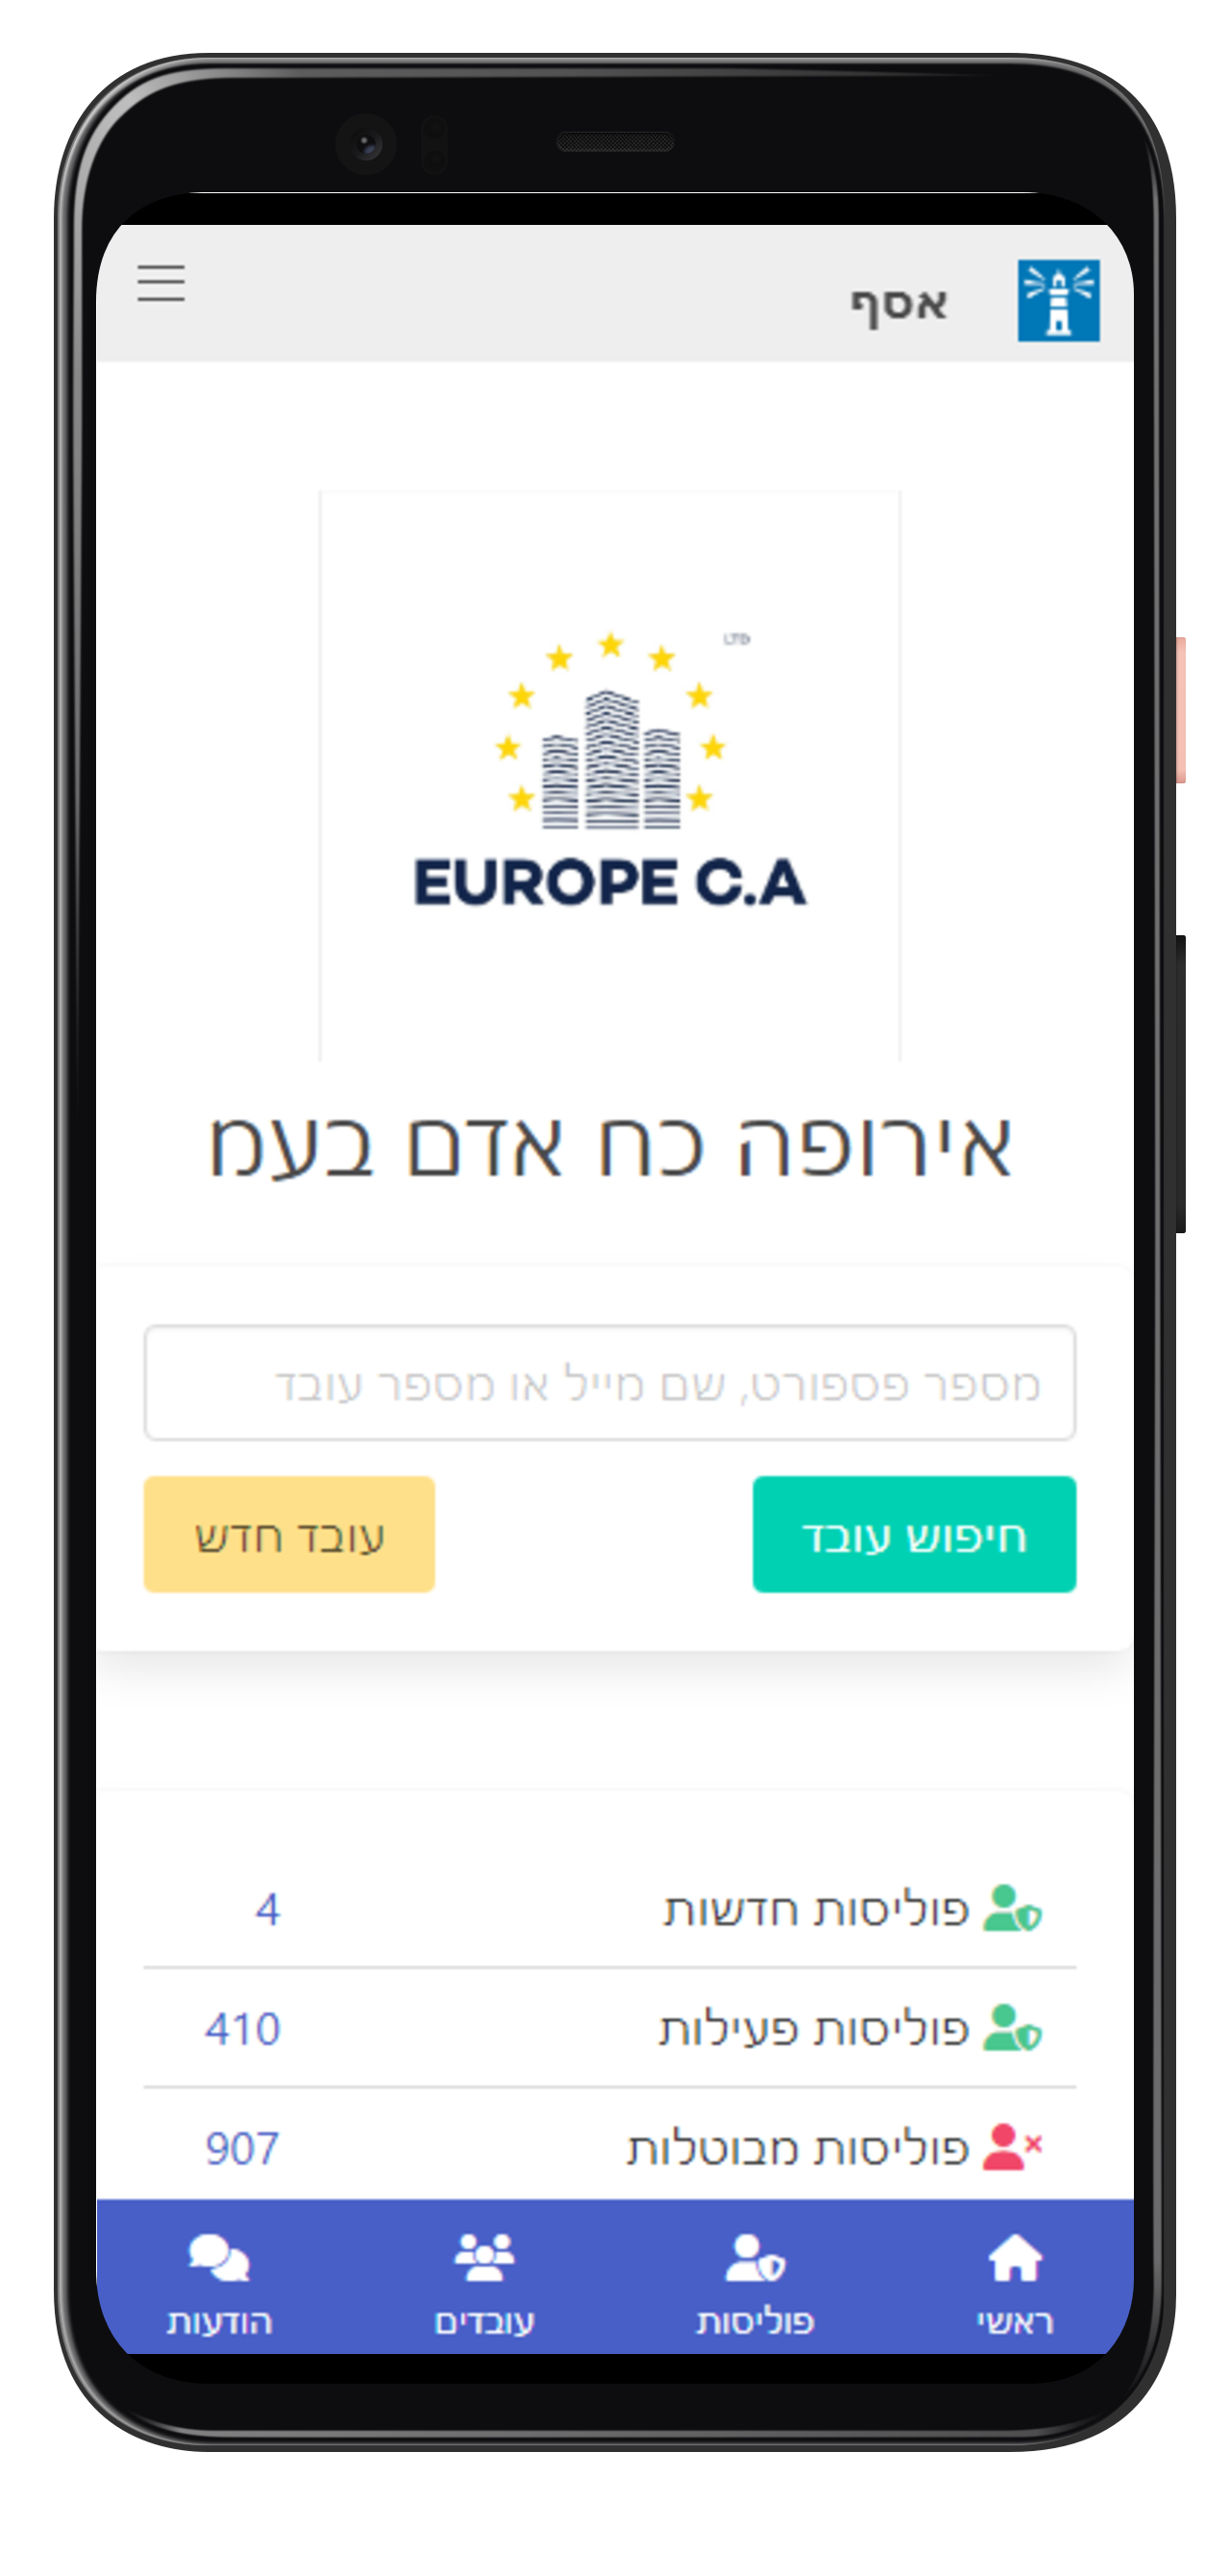 אסף
LTD
EUROPE C.A
אירופה כח אדם בעמ
מספר פספורט, שם מייל או מספר עובד
חיפוש עובד
עובד חדש
פוליסות חדשות 4
פוליסות פעילות 410
פוליסות מבוטלות 907
ראשי
פוליסות
עובדים
הודעות